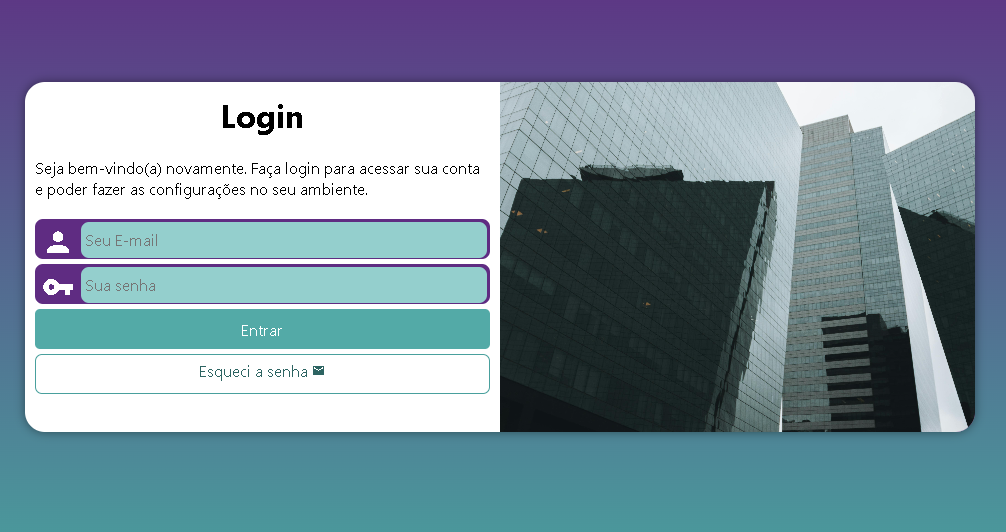 Login
Seja bem-vindo(a) novamente. Faça login para acessar sua conta
e poder fazer as configurações no seu ambiente.
Seu E-mail
Sua senha
Entrar
Esqueci a senha